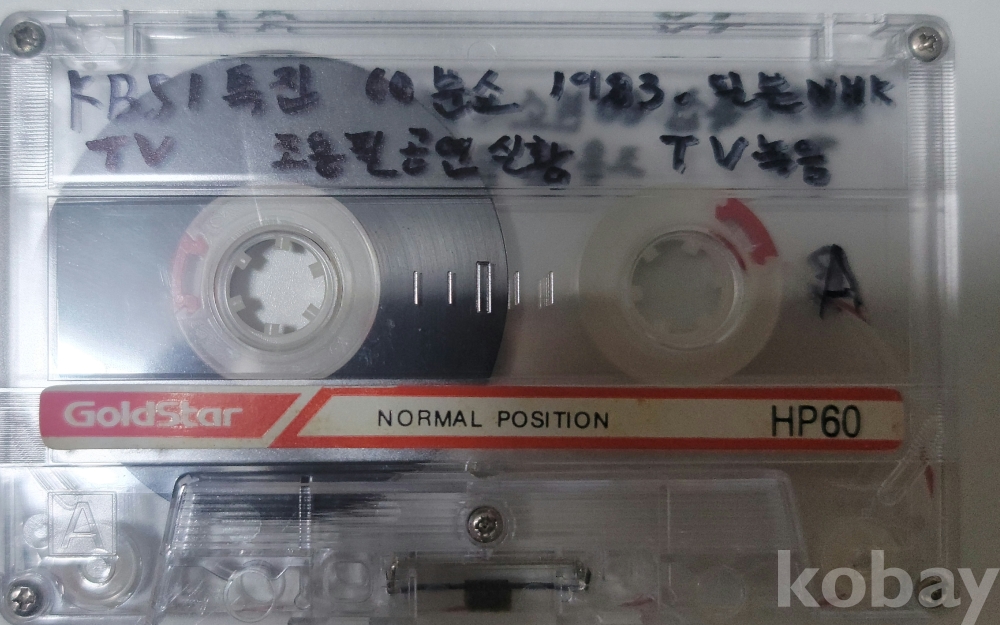 KBS1 특집 60분쇼 1983. 일본 NHK
TV 조용필공연실황 TV녹음
A
GoldStar
NORMAL POSITION
HP60
A
kobay